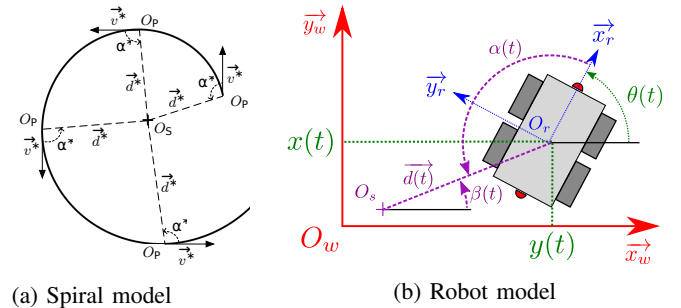 O_P
v*
α*
d*
α*
v*
d*
O_P
O_P
O_S
α*
d*
v*
d*
α*
O_P
v*
(a) Spiral model
y_w
x_r
α(t)
y_r
θ(t)
O_r
x(t)
d(t)
O_s
β(t)
O_w
y(t)
x_w
(b) Robot model